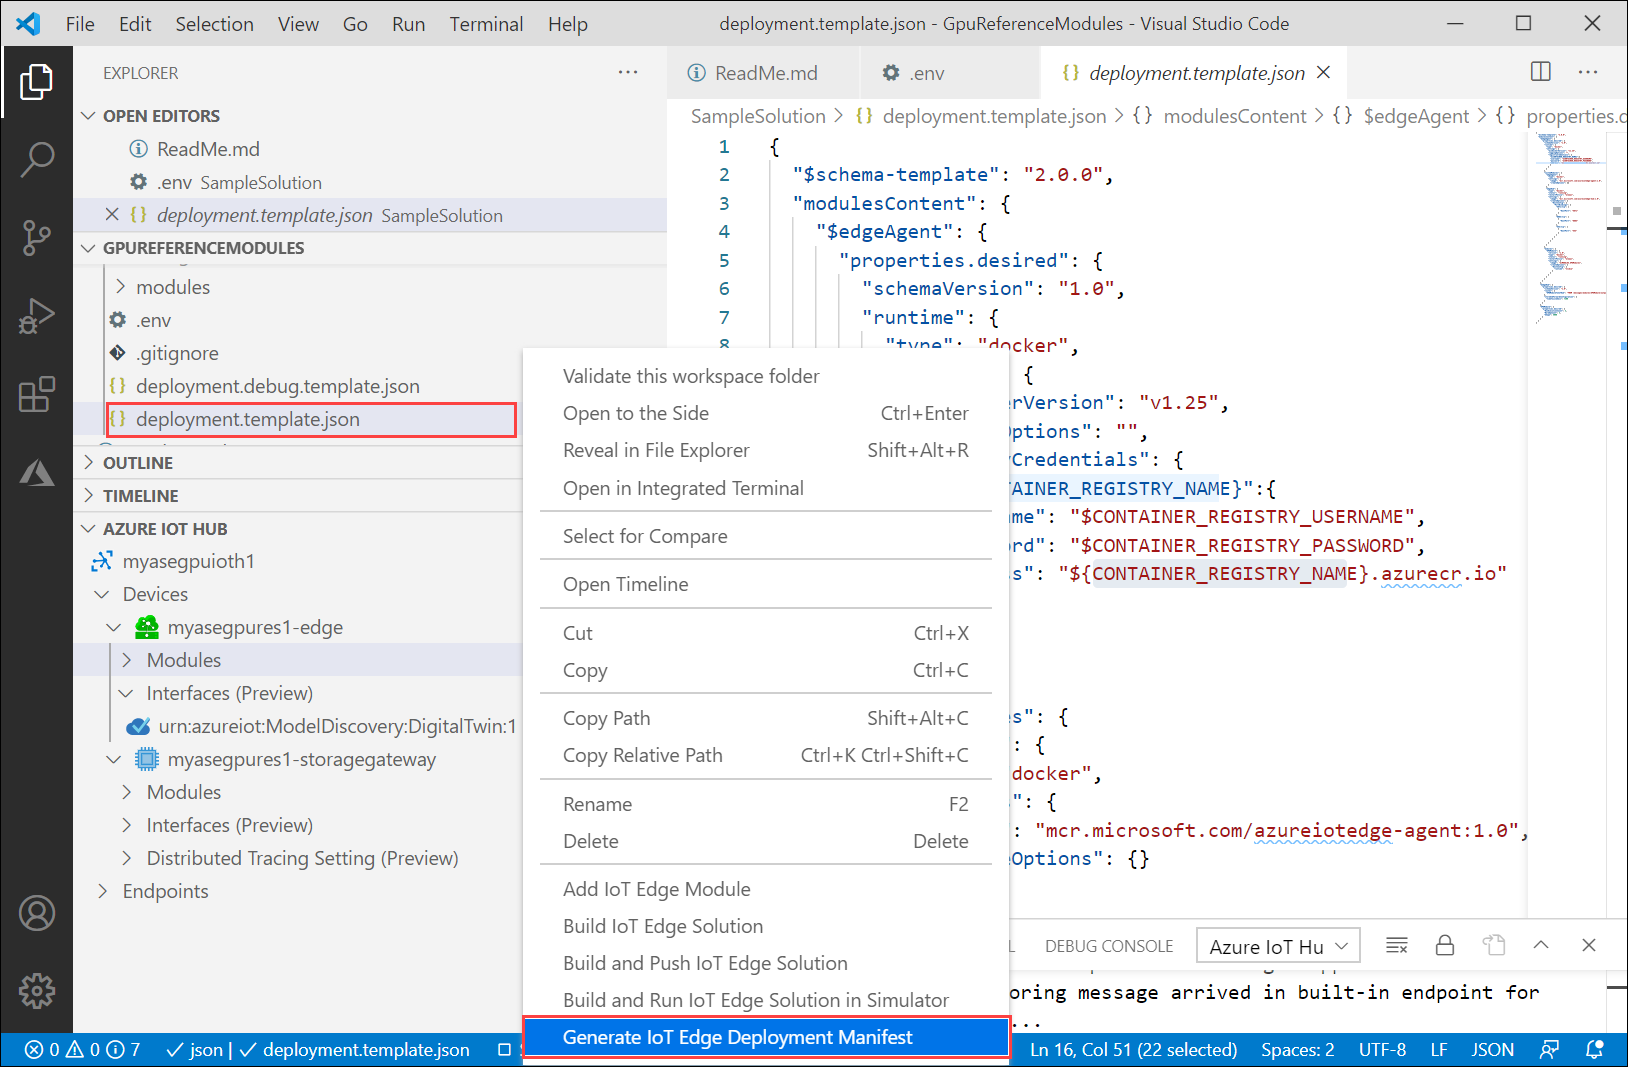 File Edit Selection View Go Run Terminal Help deployment.template.json - GpuReferenceModules - Visual Studio Code
EXPLORER
OPEN EDITORS
ReadMe.md
.env SampleSolution
deployment.template.json SampleSolution
GPUREFERENCEMODULES
modules
.env
.gitignore
deployment.debug.template.json
deployment.template.json
OUTLINE
TIMELINE
AZURE IOT HUB
myasegpuioth1
Devices
myasegpures1-edge
Modules
Interfaces (Preview)
urn:azureiot:ModelDiscovery:DigitalTwin:1
myasegpures1-storagegateway
Modules
Interfaces (Preview)
Distributed Tracing Setting (Preview)
Endpoints
ReadMe.md .env deployment.template.json
SampleSolution > {} deployment.template.json > {} modulesContent > {} $edgeAgent > {} properties.d
1 {
2 "$schema-template": "2.0.0",
3 "modulesContent": {
4 "$edgeAgent": {
5 "properties.desired": {
6 "schemaVersion": "1.0",
7 "runtime": {
8 "type": "docker",
{
erVersion": "v1.25",
Options": "",
yCredentials": {
TAINER_REGISTRY_NAME}":{
ame": "$CONTAINER_REGISTRY_USERNAME",
ord": "$CONTAINER_REGISTRY_PASSWORD",
s": "${CONTAINER_REGISTRY_NAME}.azurecr.io"
s": {
: {
docker",
": {
: "mcr.microsoft.com/azureiotedge-agent:1.0",
eOptions": {}
Validate this workspace folder
Open to the Side Ctrl+Enter
Reveal in File Explorer Shift+Alt+R
Open in Integrated Terminal
Select for Compare
Open Timeline
Cut Ctrl+X
Copy Ctrl+C
Copy Path Shift+Alt+C
Copy Relative Path Ctrl+K Ctrl+Shift+C
Rename F2
Delete Delete
Add IoT Edge Module
Build IoT Edge Solution
Build and Push IoT Edge Solution
Build and Run IoT Edge Solution in Simulator
Generate IoT Edge Deployment Manifest
L DEBUG CONSOLE Azure IoT Hu
oring message arrived in built-in endpoint for
...
0 0 7 json | deployment.template.json Ln 16, Col 51 (22 selected) Spaces: 2 UTF-8 LF JSON